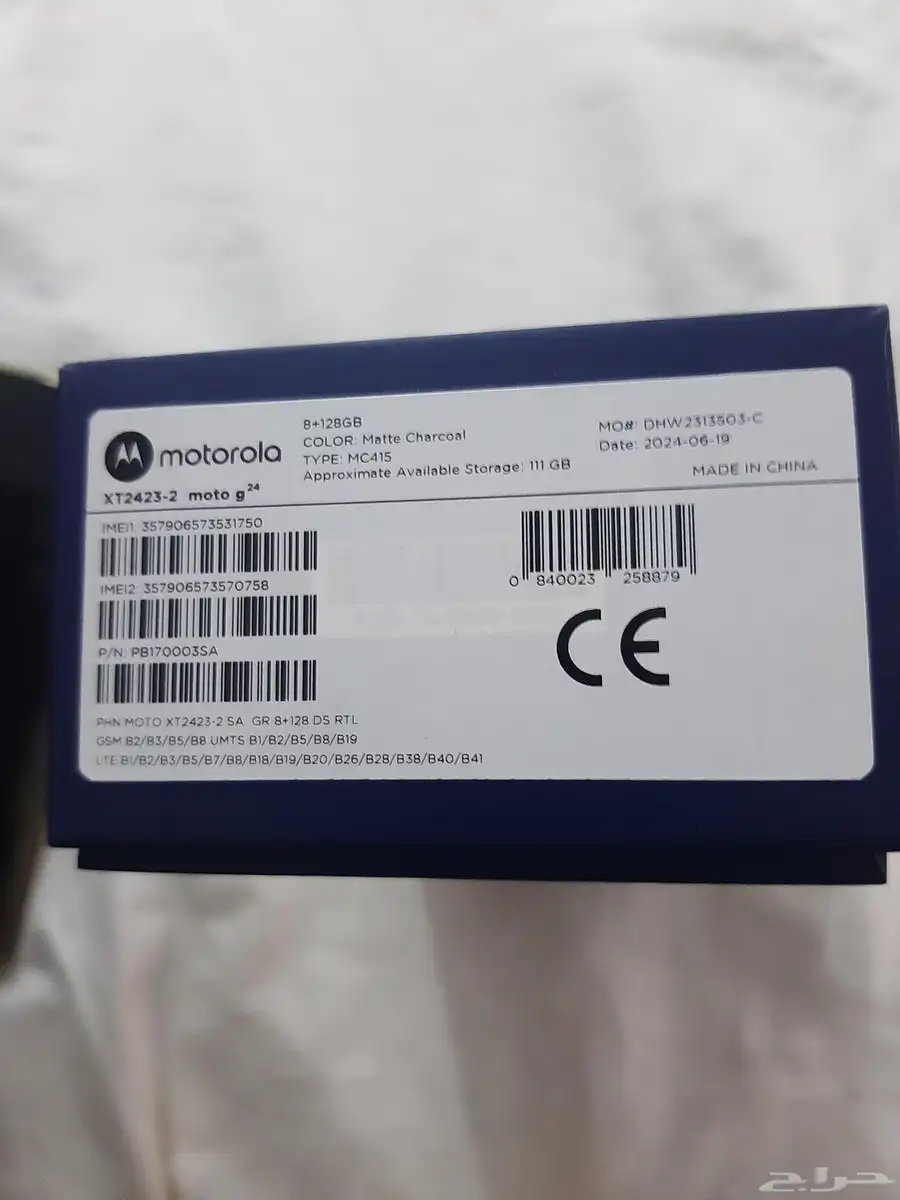 motorola
XT2423-2 moto g24
8+128GB
COLOR: Matte Charcoal
TYPE: MC415
Approximate Available Storage: 111 GB
MO#: DHW2313503-C
Date: 2024-06-19
MADE IN CHINA
IMEI1: 357906573531750
IMEI2: 357906573570758
P/N: PB170003SA
0 840023 258879
CE
PHN MOTO XT2423-2 SA GR 8+128 DS RTL
GSM B2/B3/B5/B8 UMTS B1/B2/B5/B8/B19
LTE B1/B2/B3/B5/B7/B8/B18/B19/B20/B26/B28/B38/B40/B41
حراج